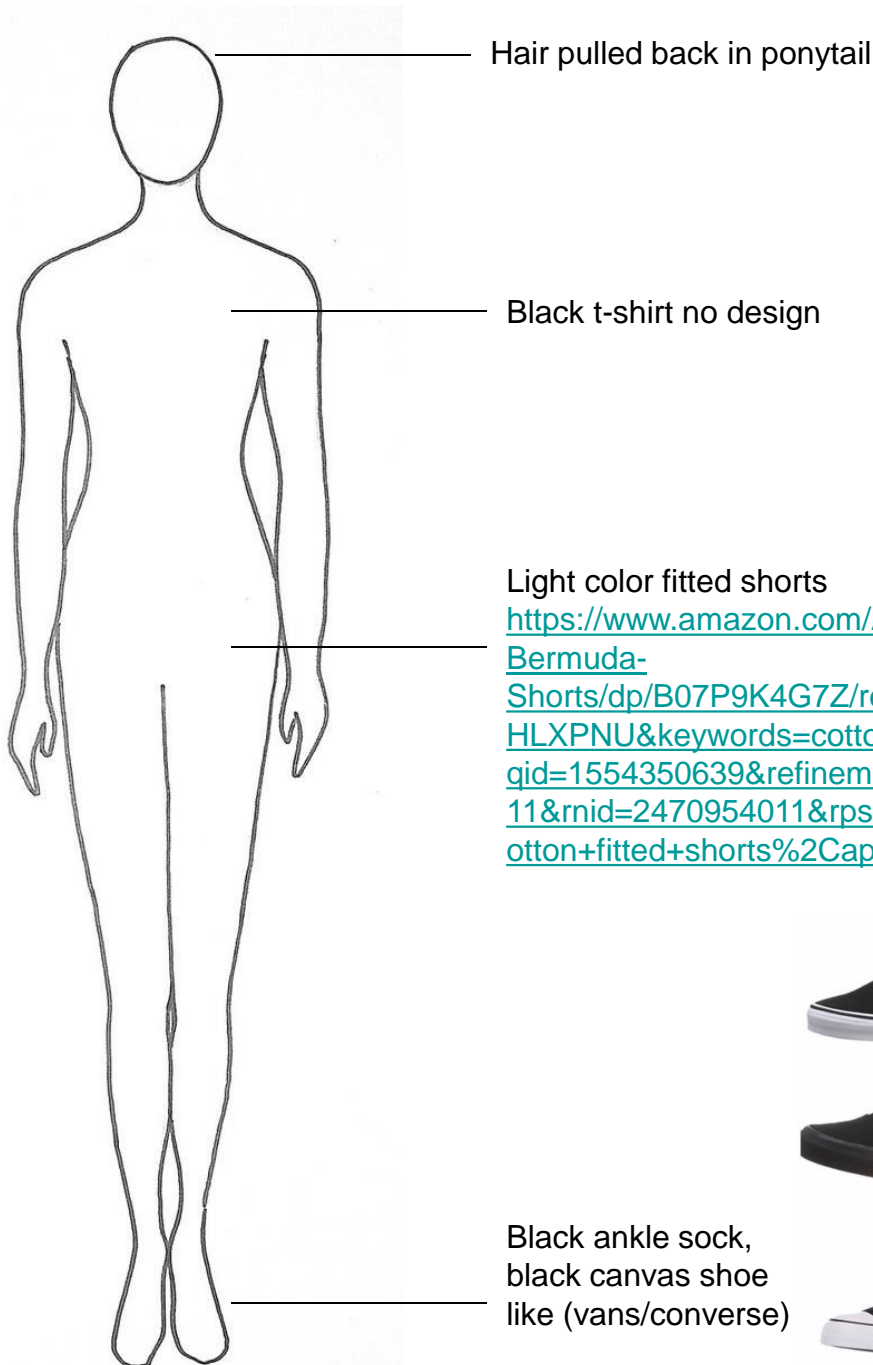 Hair pulled back in ponytail
Black t-shirt no design
Light color fitted shorts
https://www.amazon.com/
Bermuda-
Shorts/dp/B07P9K4G7Z/re
HLXPNU&keywords=cotto
qid=1554350639&refinem
11&rnid=2470954011&rps
otton+fitted+shorts%2Cap
Black ankle sock,
black canvas shoe
like (vans/converse)